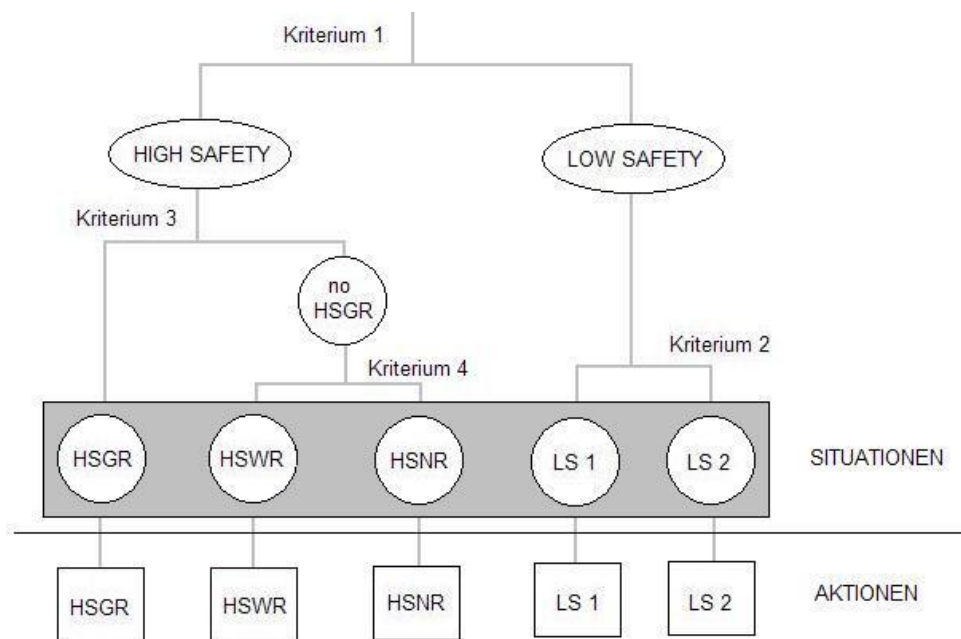 Kriterium 1
HIGH SAFETY
LOW SAFETY
Kriterium 3
no
HSGR
Kriterium 2
Kriterium 4
HSGR
HSWR
HSNR
LS 1
LS 2
SITUATIONEN
HSGR
HSWR
HSNR
LS 1
LS 2
AKTIONEN